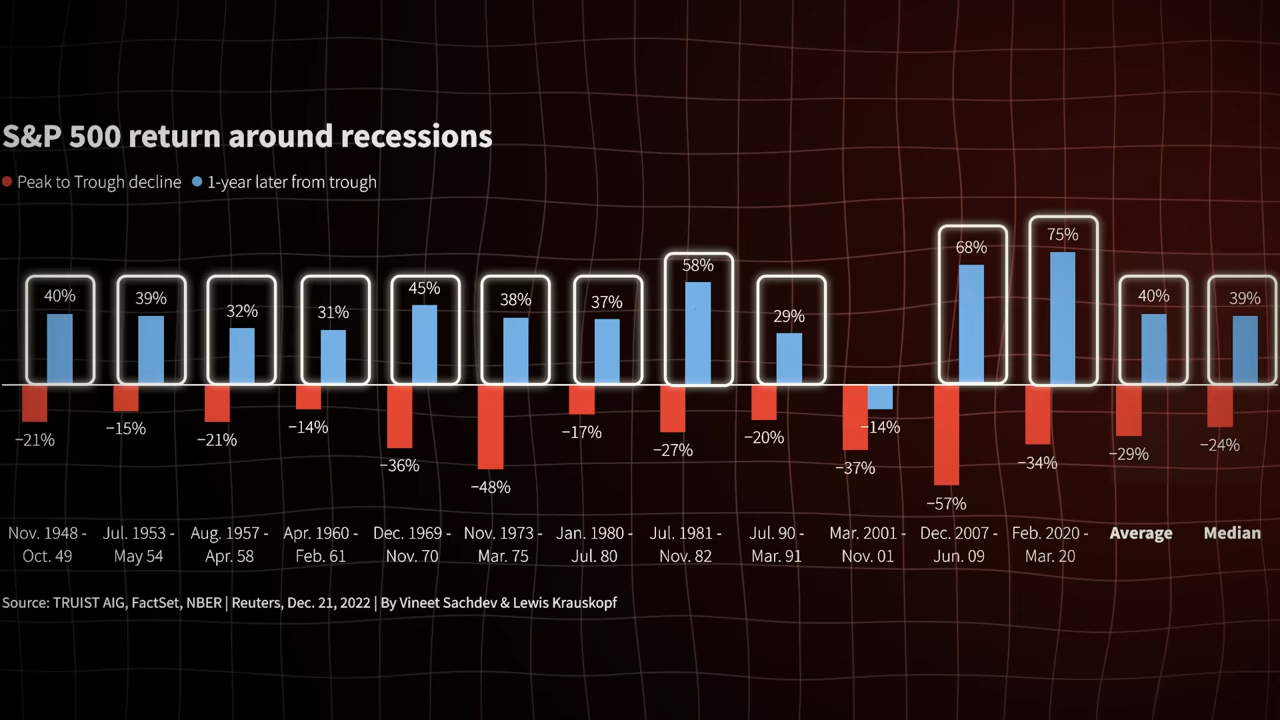 S&P 500 return around recessions
Peak to Trough decline 1-year later from trough
40% 39% 32% 31% 45% 38% 37% 58% 29% 68% 75% 40% 39%
−21% −15% −21% −14% −36% −48% −17% −27% −20% −37% −14% −57% −34% −29% −24%
Nov. 1948 - Jul. 1953 - Aug. 1957 - Apr. 1960 - Dec. 1969 - Nov. 1973 - Jan. 1980 - Jul. 1981 - Jul. 90 - Mar. 2001 - Dec. 2007 - Feb. 2020 - Average Median
Oct. 49 May 54 Apr. 58 Feb. 61 Nov. 70 Mar. 75 Jul. 80 Nov. 82 Mar. 91 Nov. 01 Jun. 09 Mar. 20
Source: TRUIST AIG, FactSet, NBER | Reuters, Dec. 21, 2022 | By Vineet Sachdev & Lewis Krauskopf